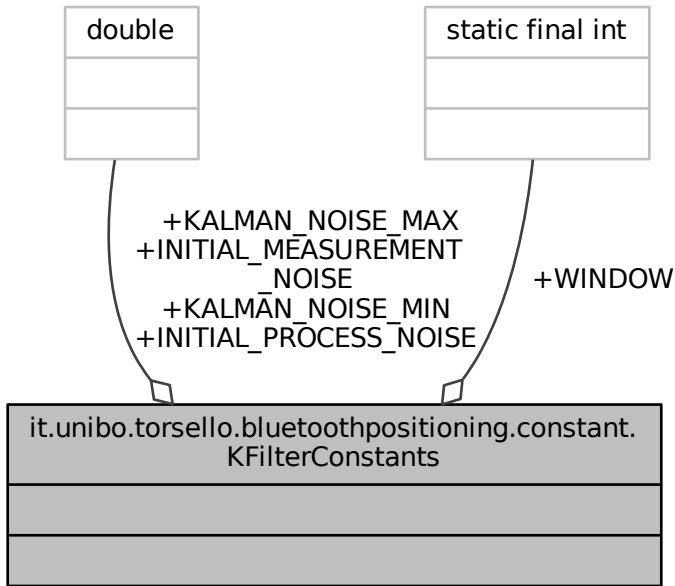 double
static final int
+KALMAN_NOISE_MAX
+INITIAL_MEASUREMENT
_NOISE
+KALMAN_NOISE_MIN
+INITIAL_PROCESS_NOISE
+WINDOW
it.unibo.torsello.bluetoothpositioning.constant.
KFilterConstants